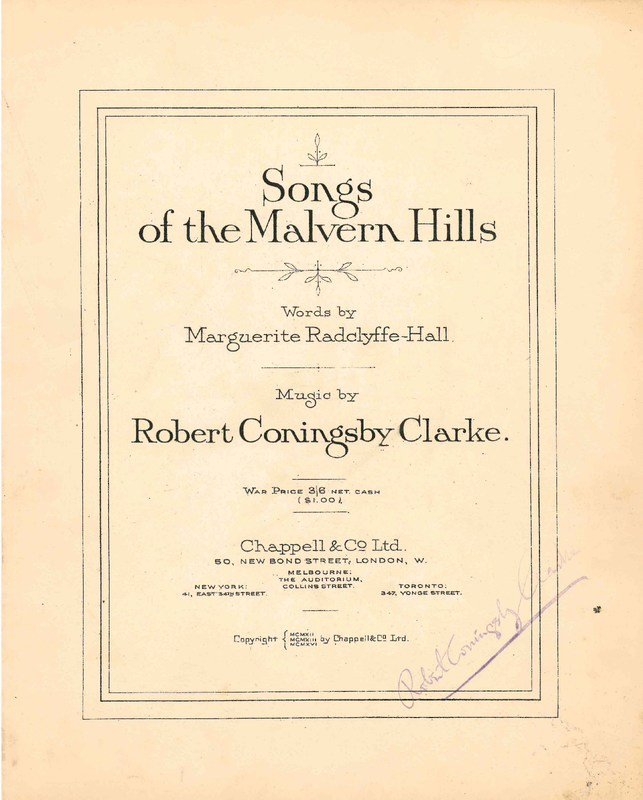 Songs
of the Malvern Hills
Words by
Marguerite Radclyffe-Hall.
Music by
Robert Coningsby Clarke.
War Price 3/6 net. cash
($1.00).
Chappell & Co Ltd.
50, New Bond Street, London, W.
New York:
41, East 34th Street.
Melbourne:
The Auditorium,
Collins Street.
Toronto:
347, Yonge Street.
Copyright { MCMXII MCMXIII MCMXVI by Chappell & Co Ltd.
Robert Coningsby Clarke